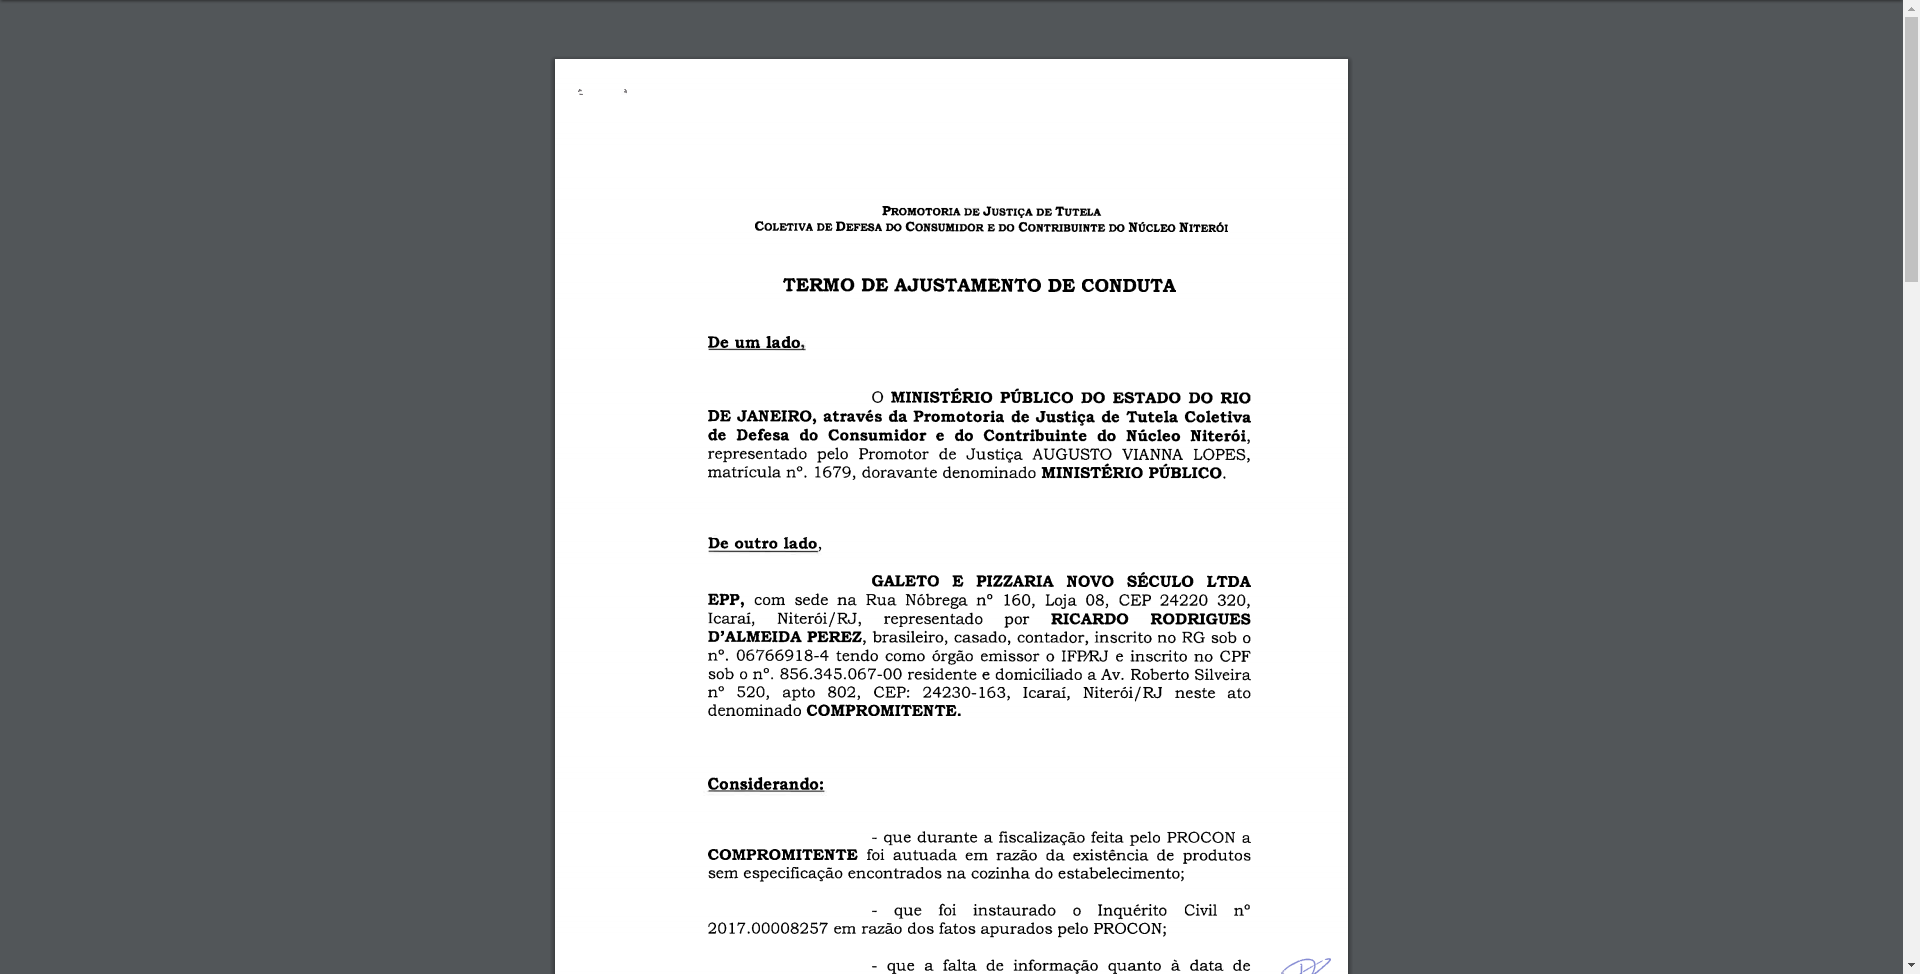 PROMOTORIA DE JUSTIÇA DE TUTELA
COLETIVA DE DEFESA DO CONSUMIDOR E DO CONTRIBUINTE DO NÚCLEO NITERÓI
TERMO DE AJUSTAMENTO DE CONDUTA
De um lado,
O MINISTÉRIO PÚBLICO DO ESTADO DO RIO
DE JANEIRO, através da Promotoria de Justiça de Tutela Coletiva
de Defesa do Consumidor e do Contribuinte do Núcleo Niterói,
representado pelo Promotor de Justiça AUGUSTO VIANNA LOPES,
matrícula nº. 1679, doravante denominado MINISTÉRIO PÚBLICO.
De outro lado,
GALETO E PIZZARIA NOVO SÉCULO LTDA
EPP, com sede na Rua Nóbrega nº 160, Loja 08, CEP 24220 320,
Icaraí, Niterói/RJ, representado por RICARDO RODRIGUES
D'ALMEIDA PEREZ, brasileiro, casado, contador, inscrito no RG sob o
nº. 06766918-4 tendo como órgão emissor o IFP/RJ e inscrito no CPF
sob o nº. 856.345.067-00 residente e domiciliado a Av. Roberto Silveira
nº 520, apto 802, CEP: 24230-163, Icaraí, Niterói/RJ neste ato
denominado COMPROMITENTE.
Considerando:
- que durante a fiscalização feita pelo PROCON a
COMPROMITENTE foi autuada em razão da existência de produtos
sem especificação encontrados na cozinha do estabelecimento;
- que foi instaurado o Inquérito Civil nº
2017.00008257 em razão dos fatos apurados pelo PROCON;
- que a falta de informação quanto à data de